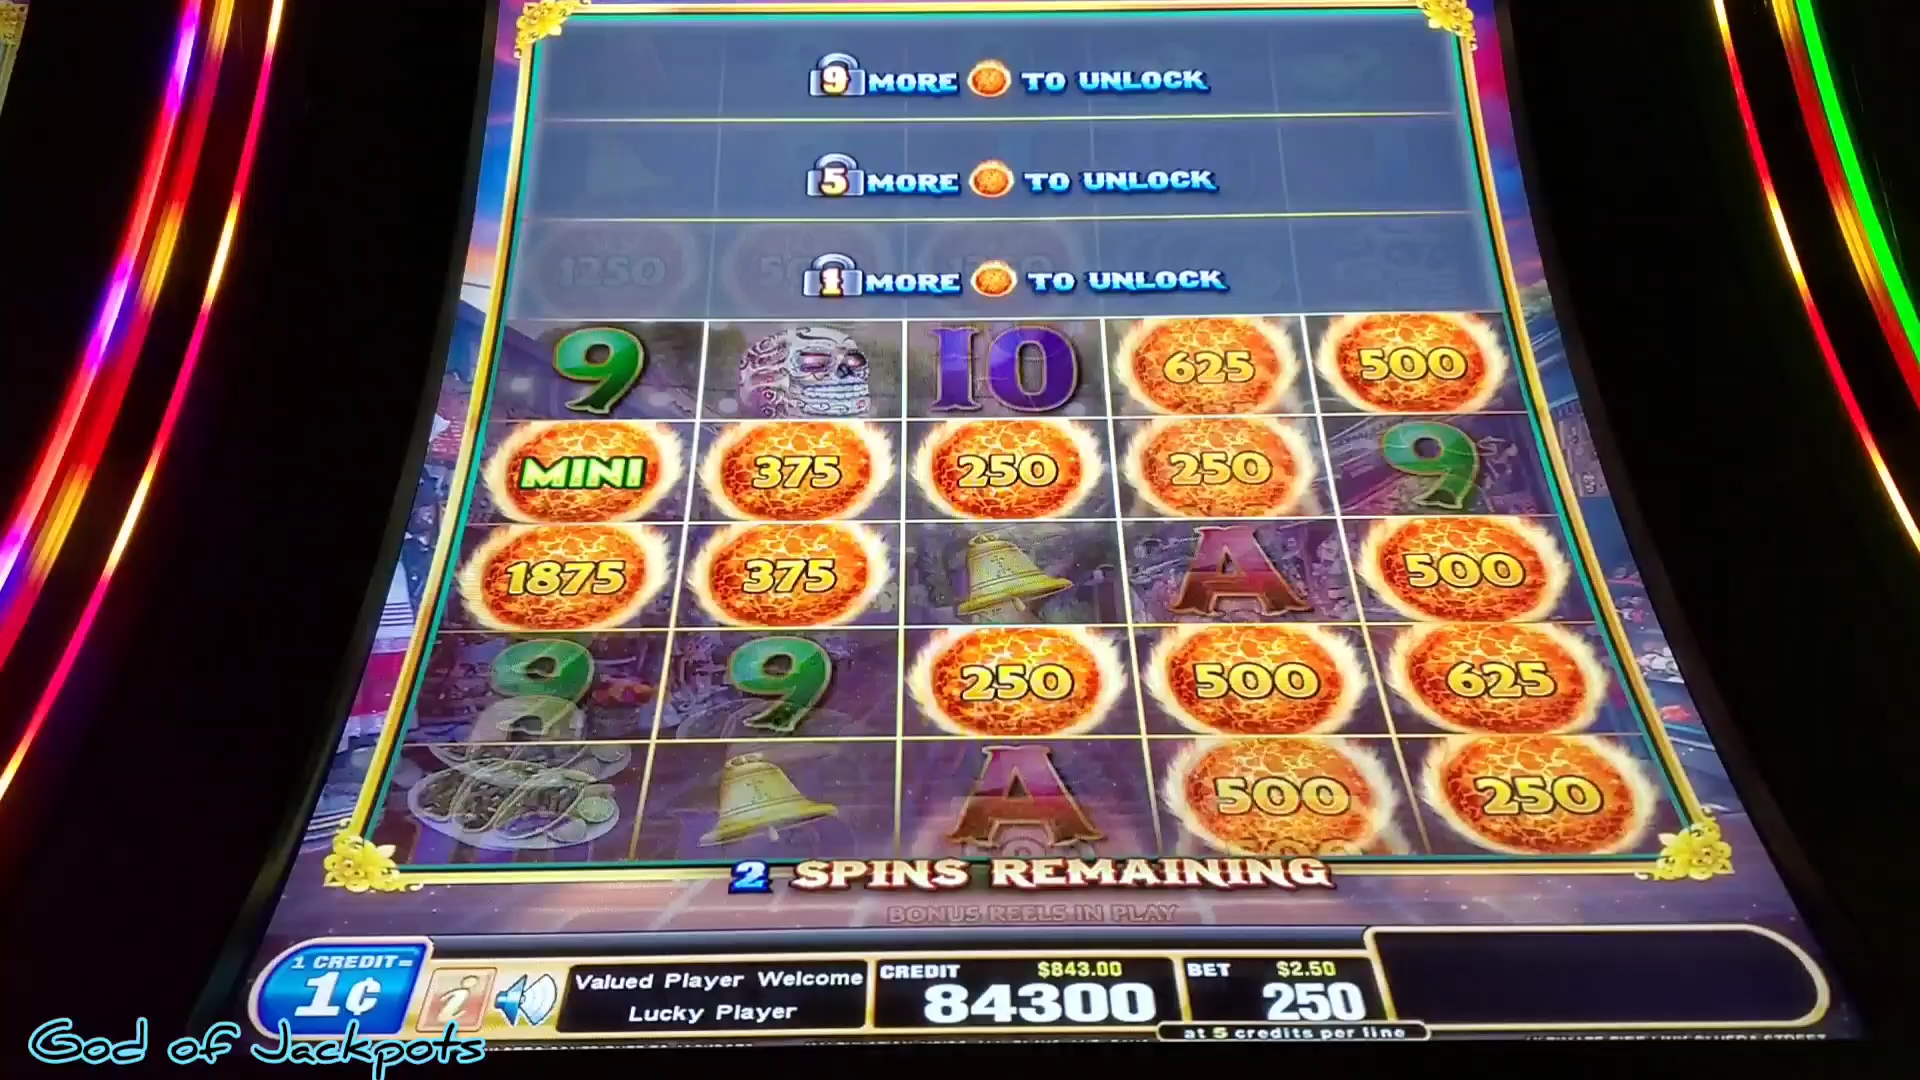 9 MORE TO UNLOCK
5 MORE TO UNLOCK
1250
1 MORE TO UNLOCK
9 10 625 500
MINI 375 250 250 9
1875 375 A 500
9 9 250 500 625
A 500 250
2 SPINS REMAINING
BONUS REELS IN PLAY
1 CREDIT=
1¢
Valued Player Welcome
Lucky Player
CREDIT $843.00
84300
BET $2.50
250
at 5 credits per line
God of Jackpots